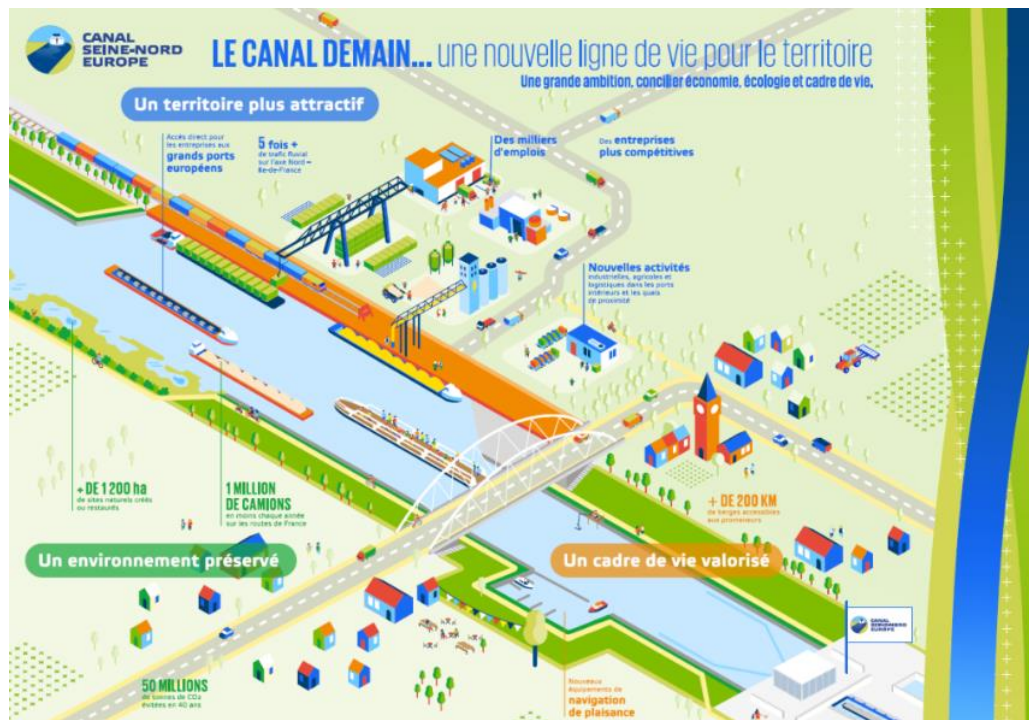 CANAL
SEINE-NORD
EUROPE
LE CANAL DEMAIN... une nouvelle ligne de vie pour le territoire
Une grande ambition, concilier économie, écologie et cadre de vie.
Un territoire plus attractif
Accès direct pour
les entreprises aux
grands ports
européens
5 fois +
de trafic fluvial
sur l'axe Nord –
Ile-de-France
Des milliers
d'emplois
Des entreprises
plus compétitives
Nouvelles activités
industrielles, agricoles et
logistiques dans les ports
intérieurs et les quais
de proximité
+ DE 1 200 ha
de sites naturels créés
ou restaurés
1 MILLION
DE CAMIONS
en moins chaque année
sur les routes de France
+ DE 200 KM
de berges accessibles
aux promeneurs
Un environnement préservé
Un cadre de vie valorisé
CANAL
SEINE-NORD
EUROPE
50 MILLIONS
de tonnes de CO2
évitées en 40 ans
Nouveaux
équipements de
navigation
de plaisance